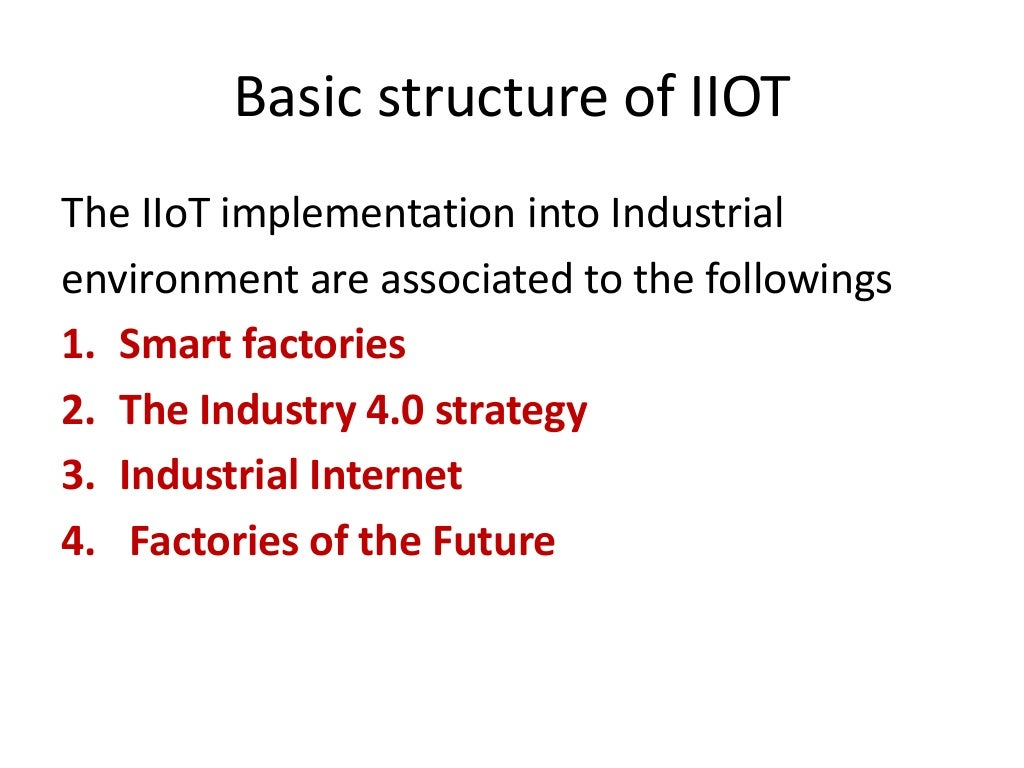 Basic structure of IIOT
The IIoT implementation into Industrial
environment are associated to the followings
1. Smart factories
2. The Industry 4.0 strategy
3. Industrial Internet
4. Factories of the Future